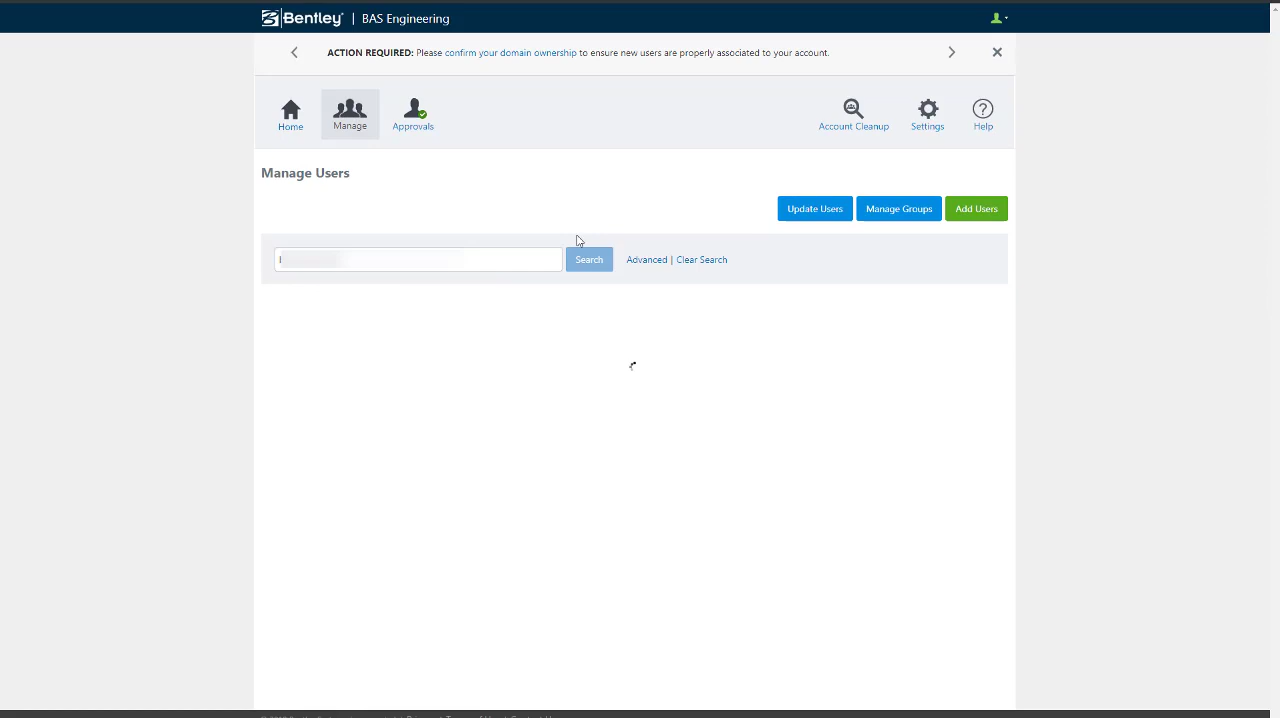 Bentley | BAS Engineering
ACTION REQUIRED: Please confirm your domain ownership to ensure new users are properly associated to your account.
Home
Manage
Approvals
Account Cleanup
Settings
Help
Manage Users
Update Users
Manage Groups
Add Users
Search
Advanced | Clear Search